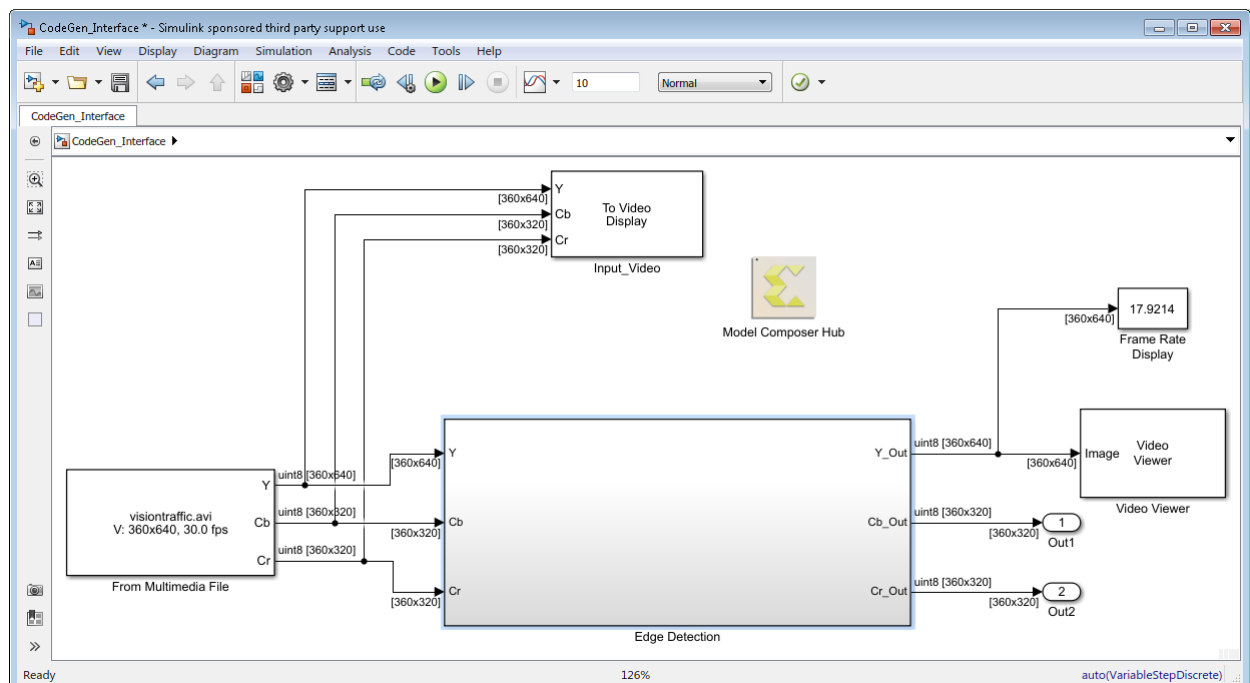 CodeGen_Interface * - Simulink sponsored third party support use
File Edit View Display Diagram Simulation Analysis Code Tools Help
10 Normal
CodeGen_Interface
CodeGen_Interface
Y
[360x640]
Cb
[360x320]
Cr
[360x320]
To Video
Display
Input_Video
Model Composer Hub
17.9214
[360x640]
Frame Rate
Display
visiontraffic.avi
V: 360x640, 30.0 fps
Y
Cb
Cr
From Multimedia File
uint8 [360x640]
uint8 [360x320]
uint8 [360x320]
[360x640]
[360x320]
[360x320]
Y
Cb
Cr
Y_Out
Cb_Out
Cr_Out
Edge Detection
uint8 [360x640]
[360x640]
Image
Video
Viewer
Video Viewer
uint8 [360x320]
[360x320]
1
Out1
uint8 [360x320]
[360x320]
2
Out2
Ready 126% auto(VariableStepDiscrete)